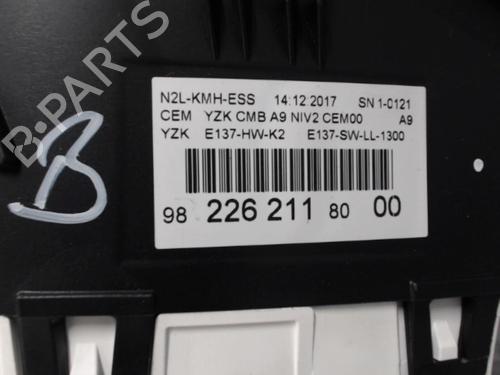 B-PARTS
N2L-KMH-ESS 14.12.2017 SN 1-0121
CEM YZK CMB A9 NIV2 CEM00 A9
YZK E137-HW-K2 E137-SW-LL-1300
98 226 211 80 00
B